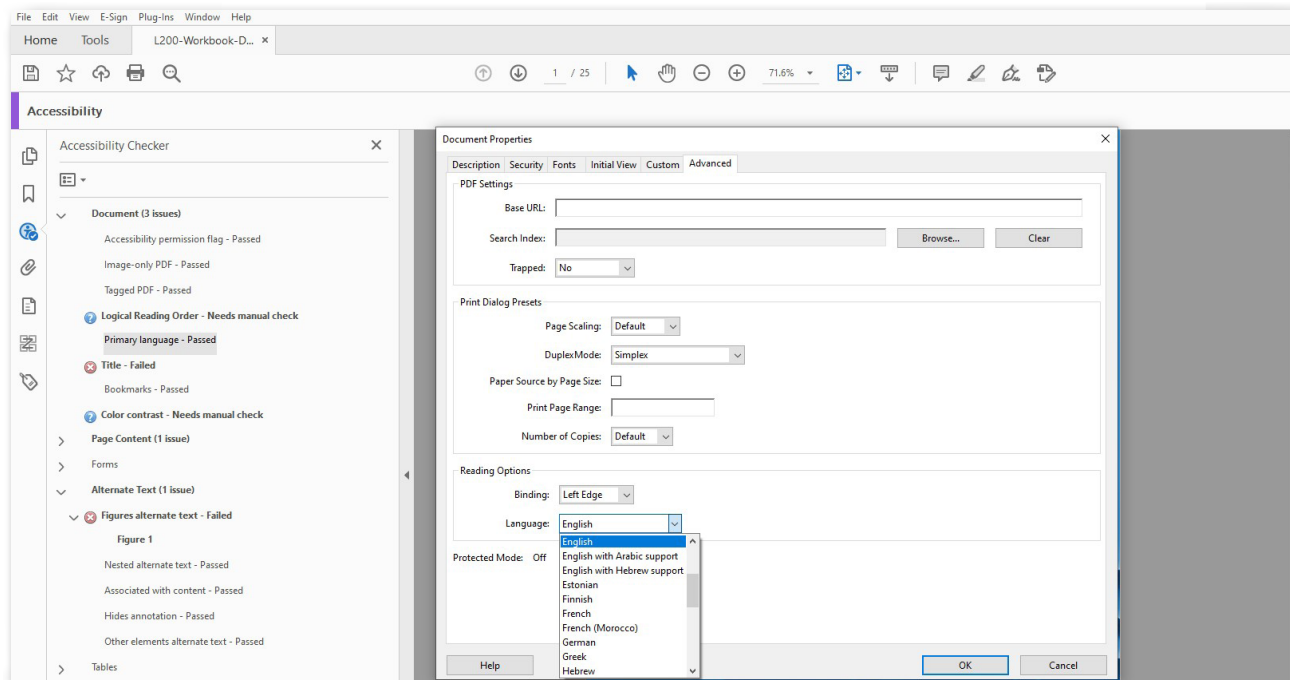 File Edit View E-Sign Plug-Ins Window Help
Home Tools L200-Workbook-D... ×
1 / 25 71.6%
Accessibility
Accessibility Checker
Document (3 issues)
Accessibility permission flag - Passed
Image-only PDF - Passed
Tagged PDF - Passed
Logical Reading Order - Needs manual check
Primary language - Passed
Title - Failed
Bookmarks - Passed
Color contrast - Needs manual check
Page Content (1 issue)
Forms
Alternate Text (1 issue)
Figures alternate text - Failed
Figure 1
Nested alternate text - Passed
Associated with content - Passed
Hides annotation - Passed
Other elements alternate text - Passed
Tables
Document Properties
Description Security Fonts Initial View Custom Advanced
PDF Settings
Base URL:
Search Index: Browse... Clear
Trapped: No
Print Dialog Presets
Page Scaling: Default
DuplexMode: Simplex
Paper Source by Page Size:
Print Page Range:
Number of Copies: Default
Reading Options
Binding: Left Edge
Language: English
English
English with Arabic support
English with Hebrew support
Estonian
Finnish
French
French (Morocco)
German
Greek
Hebrew
Protected Mode: Off
Help OK Cancel